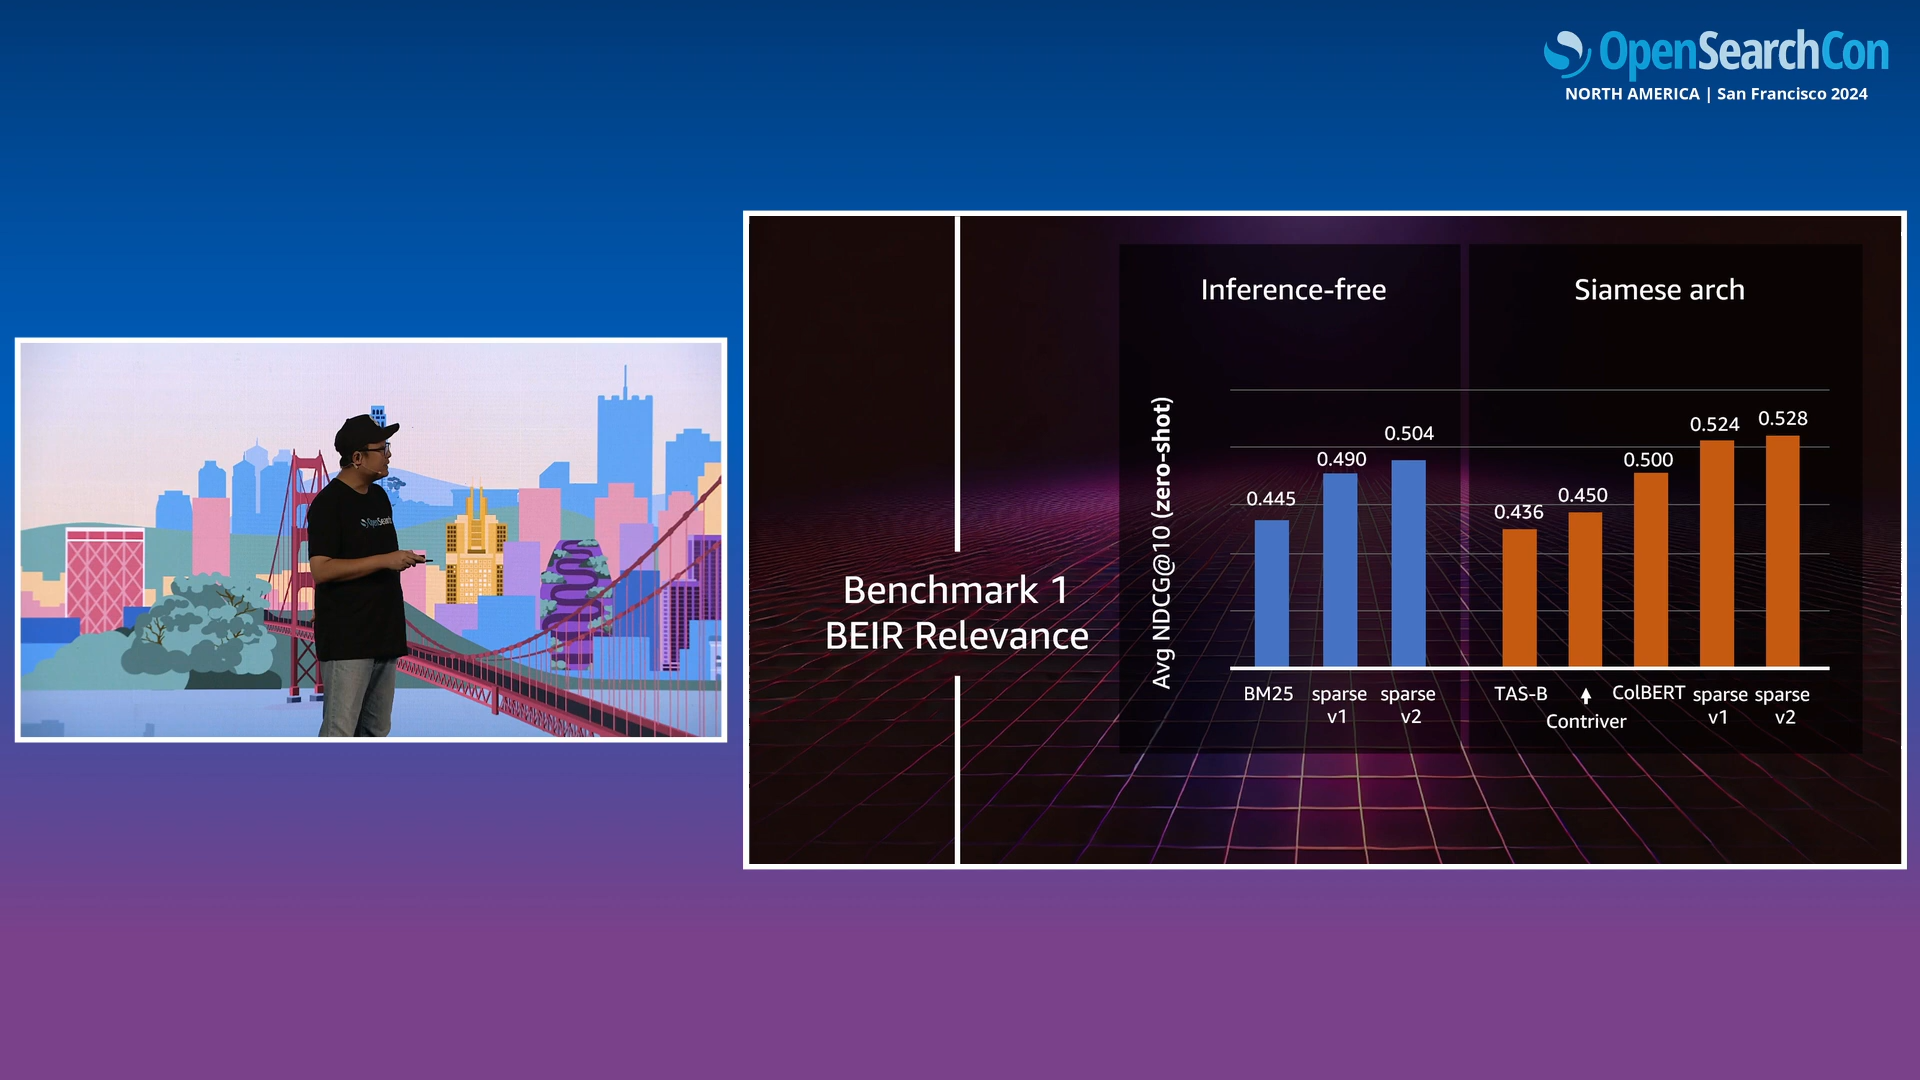 OpenSearchCon
NORTH AMERICA | San Francisco 2024
OpenSearch
Benchmark 1
BEIR Relevance
Inference-free
Siamese arch
Avg NDCG@10 (zero-shot)
0.445
0.490
0.504
0.436
0.450
0.500
0.524
0.528
BM25
sparse v1
sparse v2
TAS-B
Contriver
ColBERT
sparse v1
sparse v2